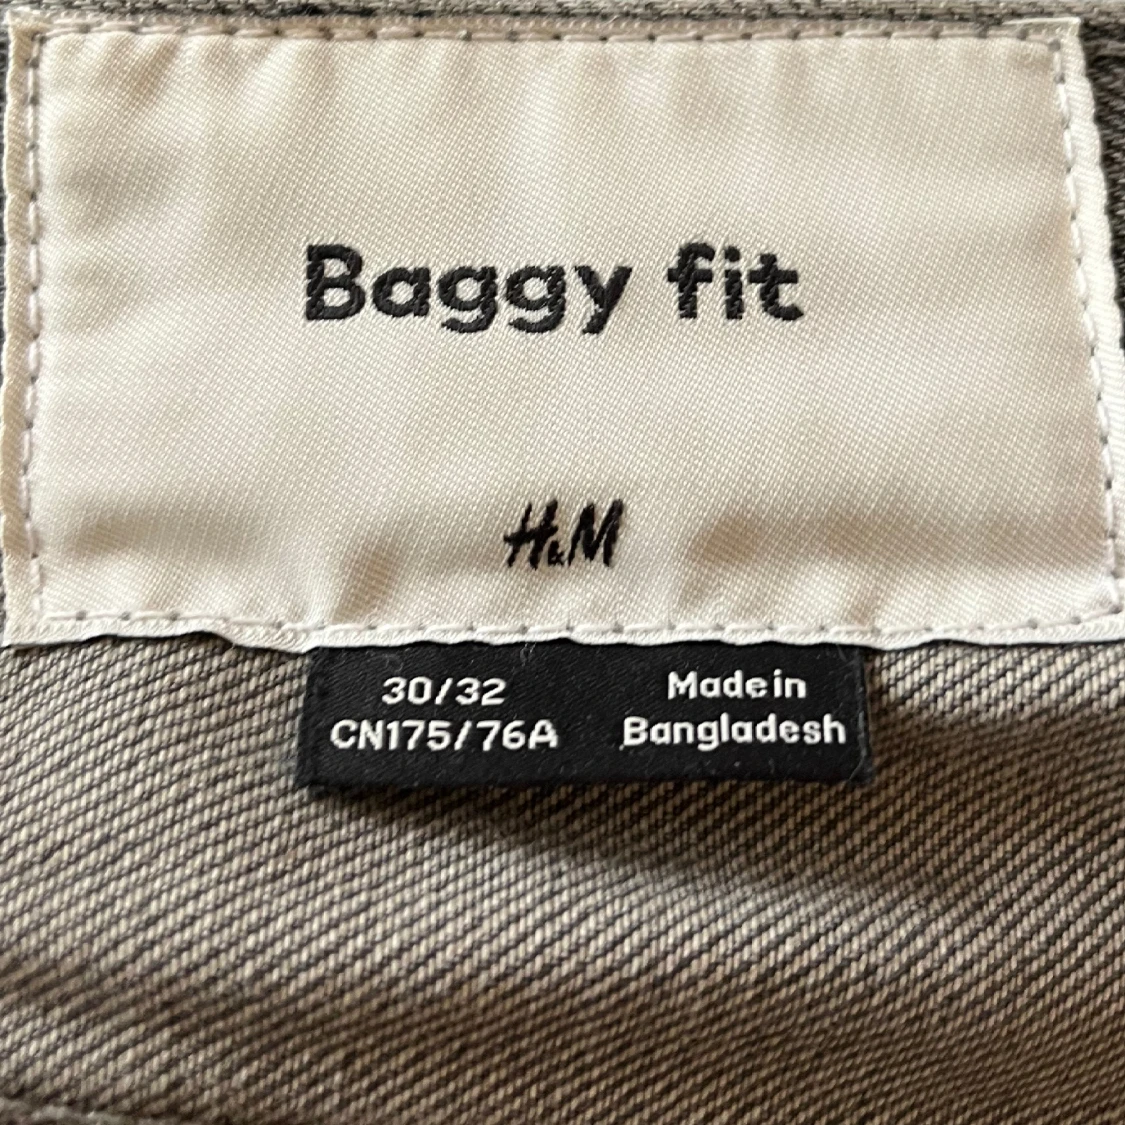 Baggy fit
H&M
30/32
CN175/76A
Made in
Bangladesh